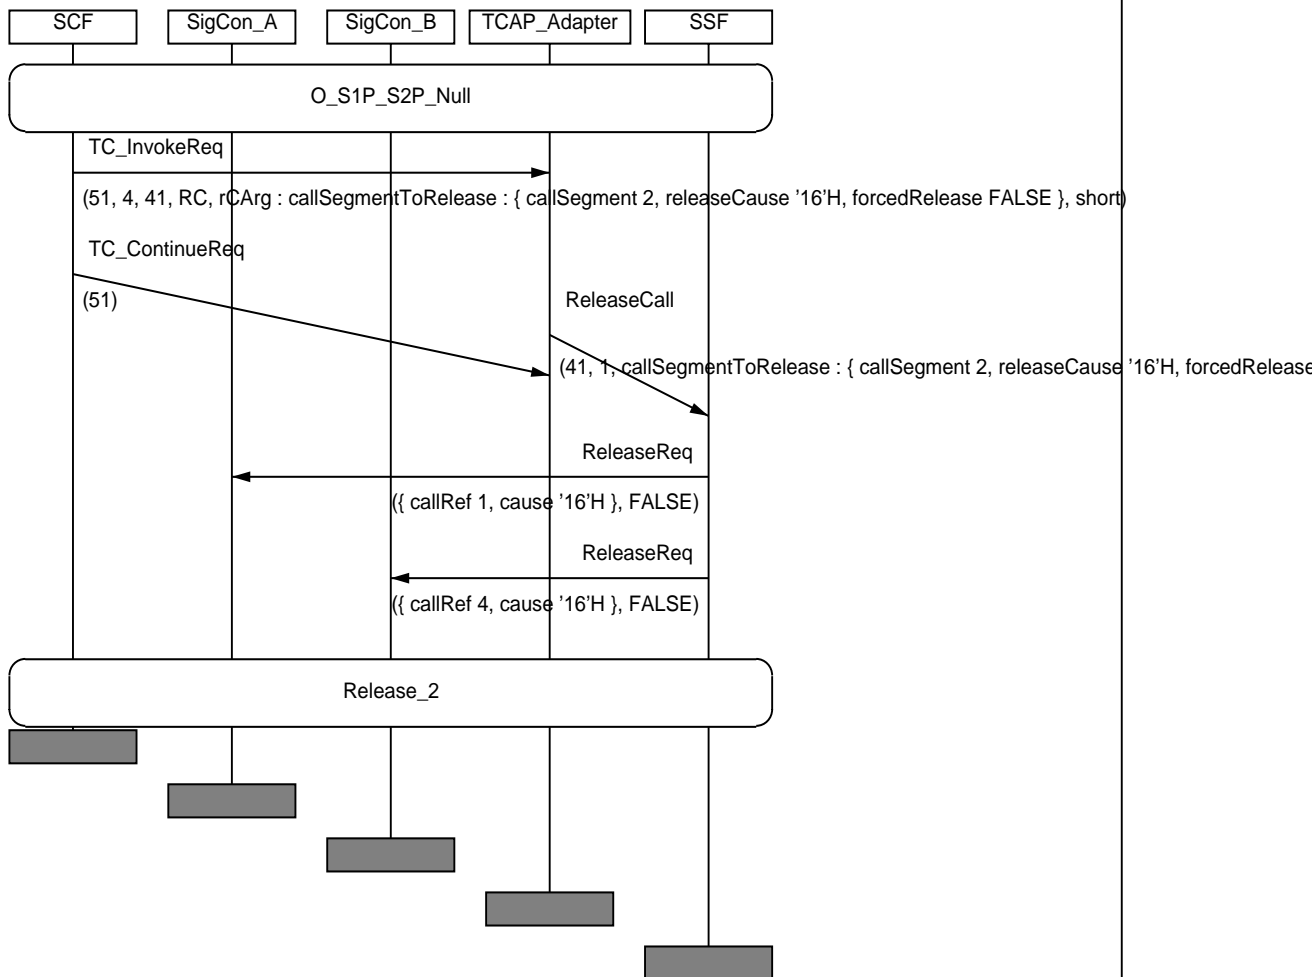 SCF SigCon_A SigCon_B TCAP_Adapter SSF
O_S1P_S2P_Null
TC_InvokeReq
(51, 4, 41, RC, rCArg : callSegmentToRelease : { callSegment 2, releaseCause '16'H, forcedRelease FALSE }, short)
TC_ContinueReq
(51)
ReleaseCall
(41, 1, callSegmentToRelease : { callSegment 2, releaseCause '16'H, forcedRelease
ReleaseReq
({ callRef 1, cause '16'H }, FALSE)
ReleaseReq
({ callRef 4, cause '16'H }, FALSE)
Release_2